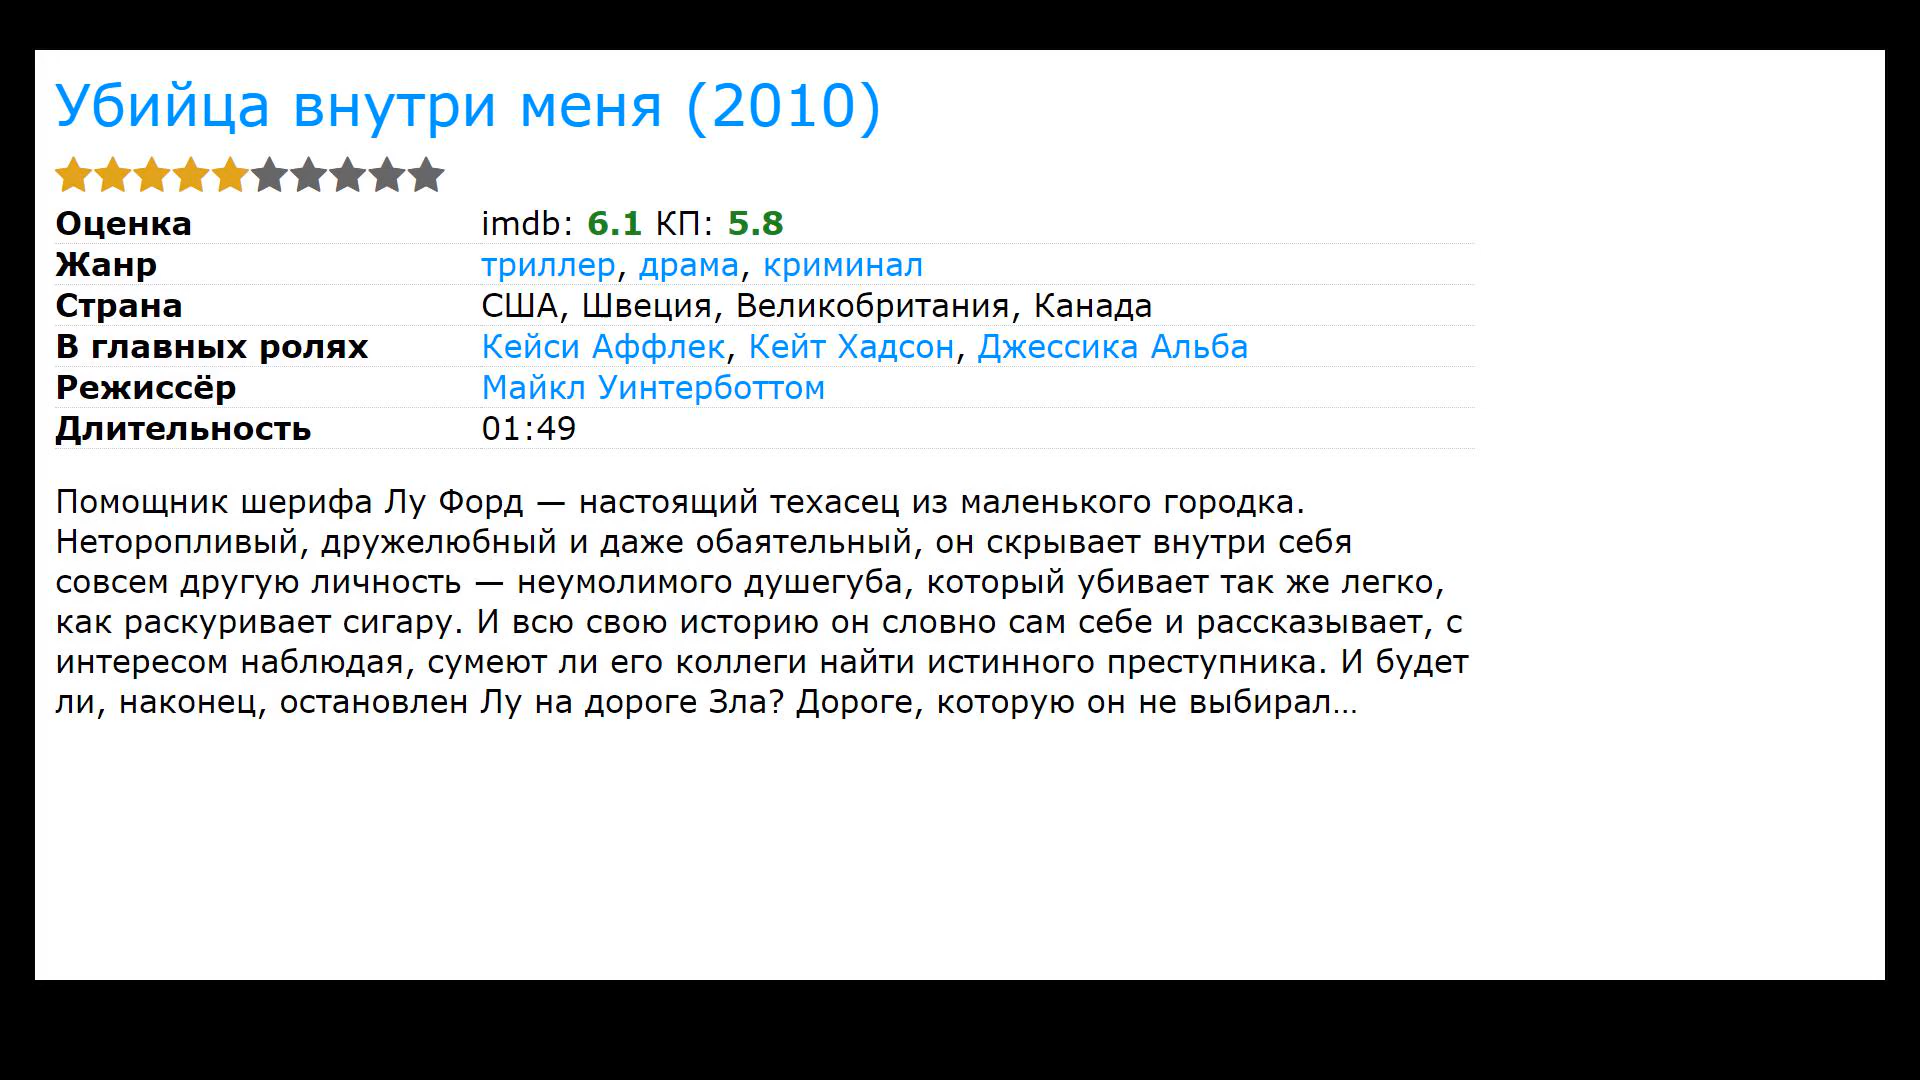 Убийца внутри меня (2010)
Оценка imdb: 6.1 КП: 5.8
Жанр триллер, драма, криминал
Страна США, Швеция, Великобритания, Канада
В главных ролях Кейси Аффлек, Кейт Хадсон, Джессика Альба
Режиссёр Майкл Уинтерботтом
Длительность 01:49
Помощник шерифа Лу Форд — настоящий техасец из маленького городка.
Неторопливый, дружелюбный и даже обаятельный, он скрывает внутри себя
совсем другую личность — неумолимого душегуба, который убивает так же легко,
как раскуривает сигару. И всю свою историю он словно сам себе и рассказывает, с
интересом наблюдая, сумеют ли его коллеги найти истинного преступника. И будет
ли, наконец, остановлен Лу на дороге Зла? Дороге, которую он не выбирал…